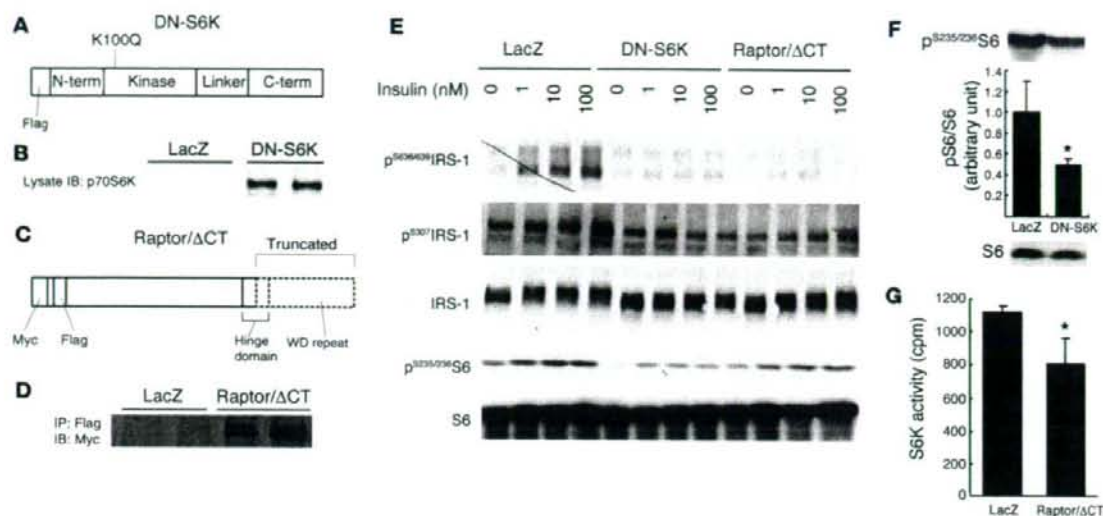 A
DN-S6K
K100Q
N-term Kinase Linker C-term
Flag
B
LacZ DN-S6K
Lysate IB: p70S6K
C
Raptor/ΔCT
Truncated
Myc Flag Hinge domain WD repeat
D
LacZ Raptor/ΔCT
IP: Flag
IB: Myc
E
LacZ DN-S6K Raptor/ΔCT
Insulin (nM) 0 1 10 100 0 1 10 100 0 1 10 100
pS636/639IRS-1
pS307IRS-1
IRS-1
pS235/236S6
S6
F
pS235/236S6
pS6/S6
(arbitrary unit)
1.4
1.2
1.0
0.8
0.6
0.4
0.2
0
LacZ DN-S6K
*
S6
G
S6K activity (cpm)
1200
1000
800
600
400
200
0
*
LacZ Raptor/ΔCT